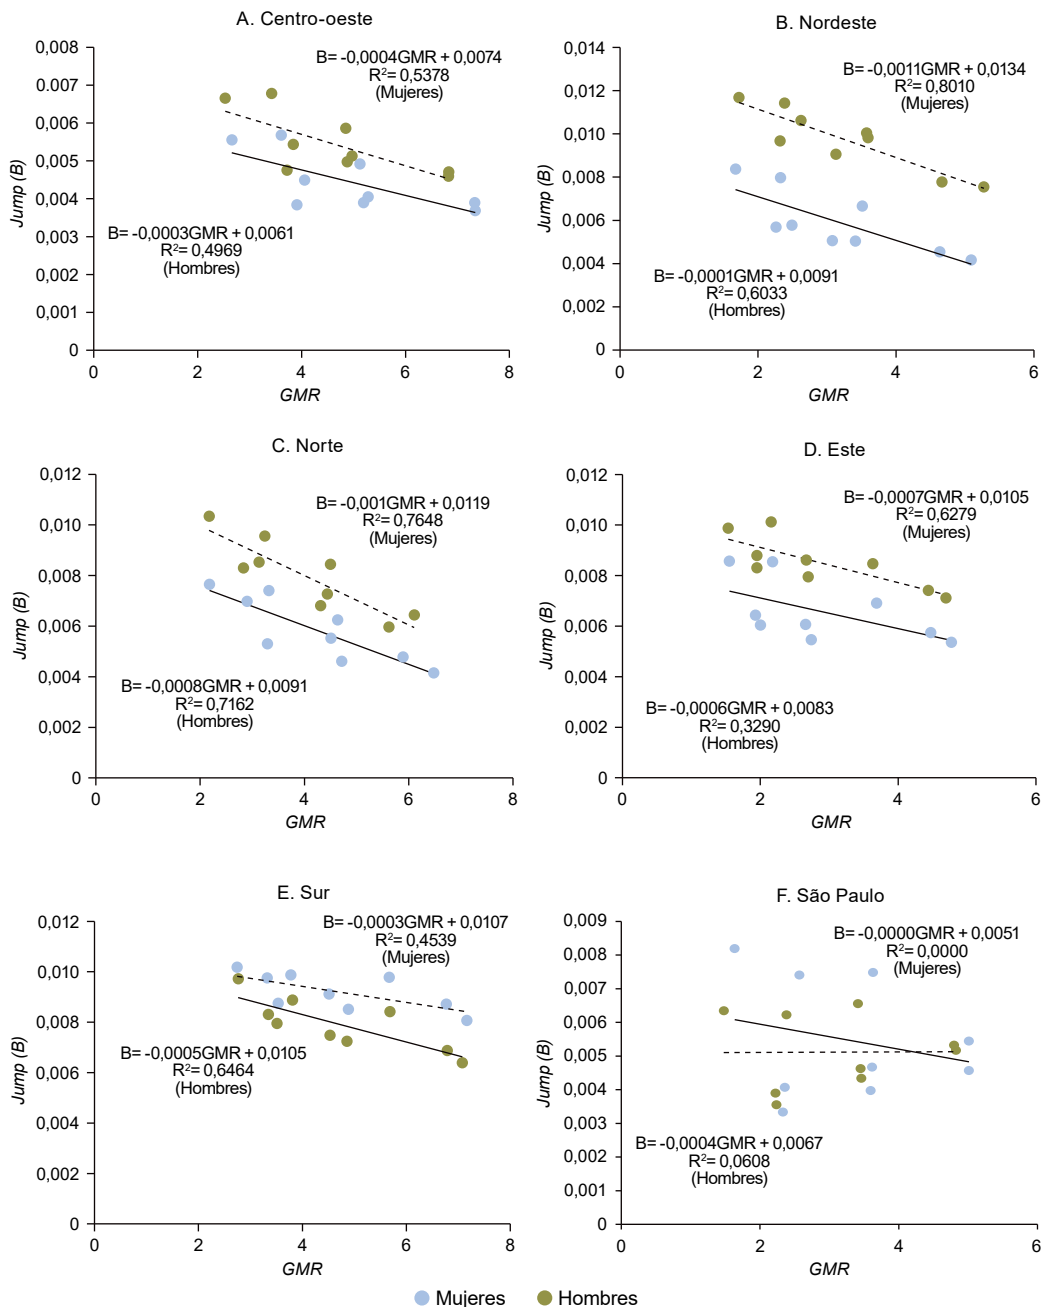 A. Centro-oeste
0,008
0,007
0,006
0,005
0,004
0,003
0,002
0,001
0
Jump (B)
B= -0,0004GMR + 0,0074
R²= 0,5378
(Mujeres)
B= -0,0003GMR + 0,0061
R²= 0,4969
(Hombres)
0 2 4 6 8
GMR
B. Nordeste
0,014
0,012
0,010
0,008
0,006
0,004
0,002
0
Jump (B)
B= -0,0011GMR + 0,0134
R²= 0,8010
(Mujeres)
B= -0,0001GMR + 0,0091
R²= 0,6033
(Hombres)
0 2 4 6
GMR
C. Norte
0,012
0,010
0,008
0,006
0,004
0,002
0
Jump (B)
B= -0,001GMR + 0,0119
R²= 0,7648
(Mujeres)
B= -0,0008GMR + 0,0091
R²= 0,7162
(Hombres)
0 2 4 6 8
GMR
D. Este
0,012
0,010
0,008
0,006
0,004
0,002
0
Jump (B)
B= -0,0007GMR + 0,0105
R²= 0,6279
(Mujeres)
B= -0,0006GMR + 0,0083
R²= 0,3290
(Hombres)
0 2 4 6
GMR
E. Sur
0,012
0,010
0,008
0,006
0,004
0,002
0
Jump (B)
B= -0,0003GMR + 0,0107
R²= 0,4539
(Mujeres)
B= -0,0005GMR + 0,0105
R²= 0,6464
(Hombres)
0 2 4 6 8
GMR
F. São Paulo
0,009
0,008
0,007
0,006
0,005
0,004
0,003
0,002
0,001
0
Jump (B)
B= -0,0000GMR + 0,0051
R²= 0,0000
(Mujeres)
B= -0,0004GMR + 0,0067
R²= 0,0608
(Hombres)
0 2 4 6
GMR
Mujeres Hombres